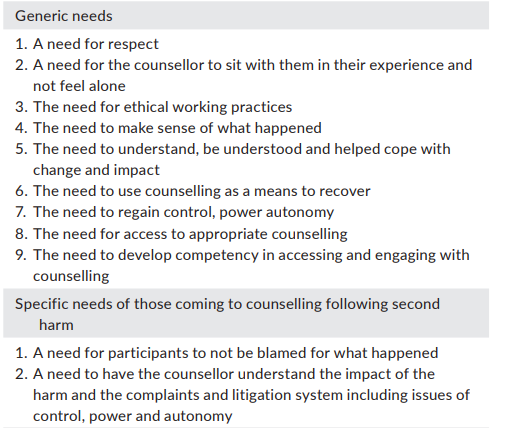 Generic needs
1. A need for respect
2. A need for the counsellor to sit with them in their experience and
not feel alone
3. The need for ethical working practices
4. The need to make sense of what happened
5. The need to understand, be understood and helped cope with
change and impact
6. The need to use counselling as a means to recover
7. The need to regain control, power autonomy
8. The need for access to appropriate counselling
9. The need to develop competency in accessing and engaging with
counselling
Specific needs of those coming to counselling following second
harm
1. A need for participants to not be blamed for what happened
2. A need to have the counsellor understand the impact of the
harm and the complaints and litigation system including issues of
control, power and autonomy